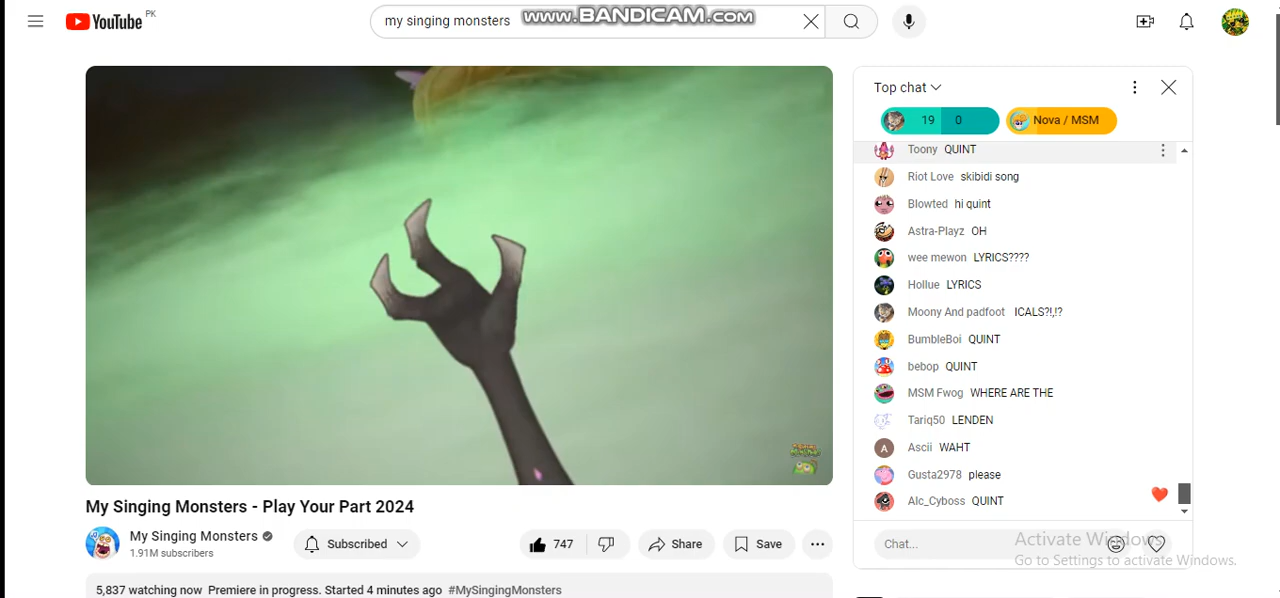 YouTube PK
my singing monsters
www.BANDICAM.com
Top chat
19 0 Nova / MSM
Toony QUINT
Riot Love skibidi song
Blowted hi quint
Astra-Playz OH
wee mewon LYRICS????
Hollue LYRICS
Moony And padfoot ICALS?!,!?
BumbleBoi QUINT
bebop QUINT
MSM Fwog WHERE ARE THE
Tariq50 LENDEN
A Ascii WAHT
Gusta2978 please
Alc_Cyboss QUINT
Chat...
Activate Windows
Go to Settings to activate Windows.
My Singing Monsters - Play Your Part 2024
My Singing Monsters
1.91M subscribers
Subscribed
747
Share
Save
5,837 watching now Premiere in progress. Started 4 minutes ago #MySingingMonsters